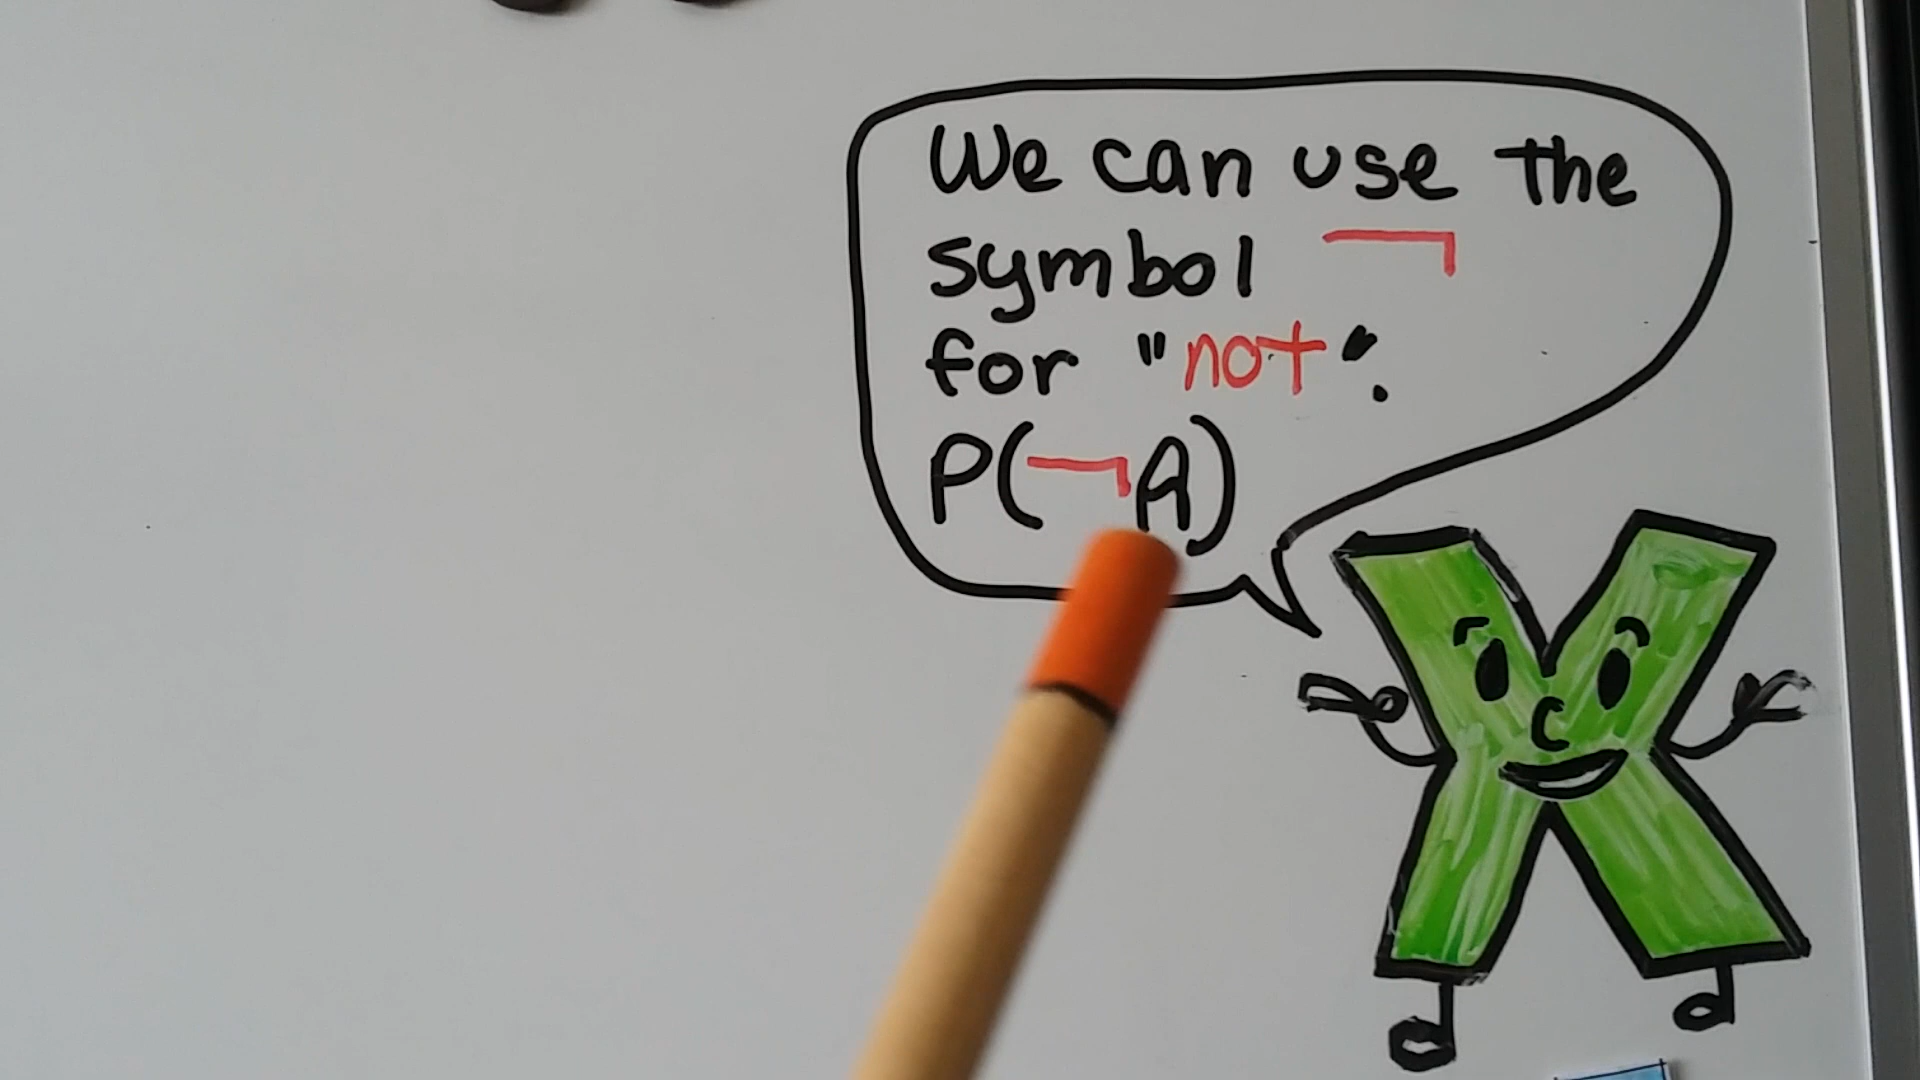 We can use the
symbol ¬
for "not".
P(¬A)